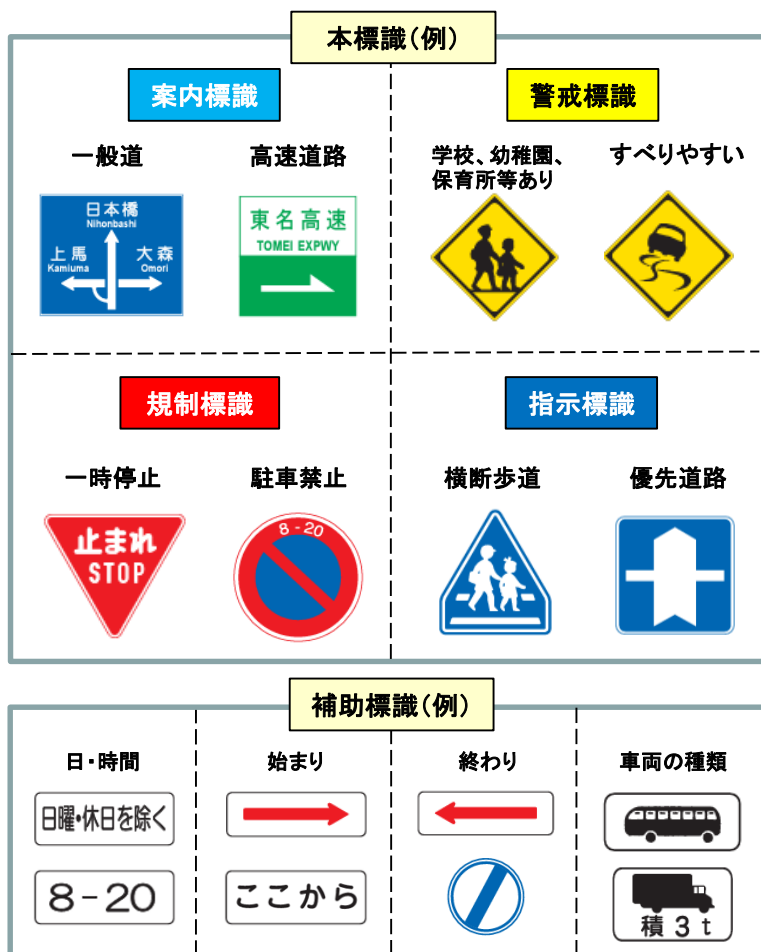 本標識(例)
案内標識
警戒標識
一般道
高速道路
学校、幼稚園、
保育所等あり
すべりやすい
日本橋
Nihonbashi
上馬
Kamiuma
大森
Omori
東名高速
TOMEI EXPWY
規制標識
指示標識
一時停止
駐車禁止
横断歩道
優先道路
止まれ
STOP
8-20
補助標識(例)
日・時間
始まり
終わり
車両の種類
日曜・休日を除く
8-20
ここから
積3t